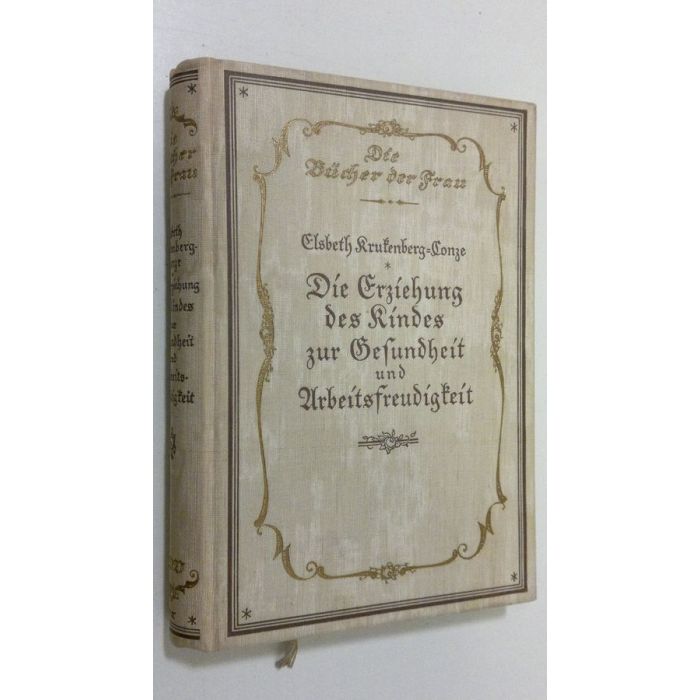 Die
Bücher der Frau
Elsbeth Krukenberg=Conze
*
Die Erziehung
des Kindes
zur Gesundheit
und
Arbeitsfreudigkeit